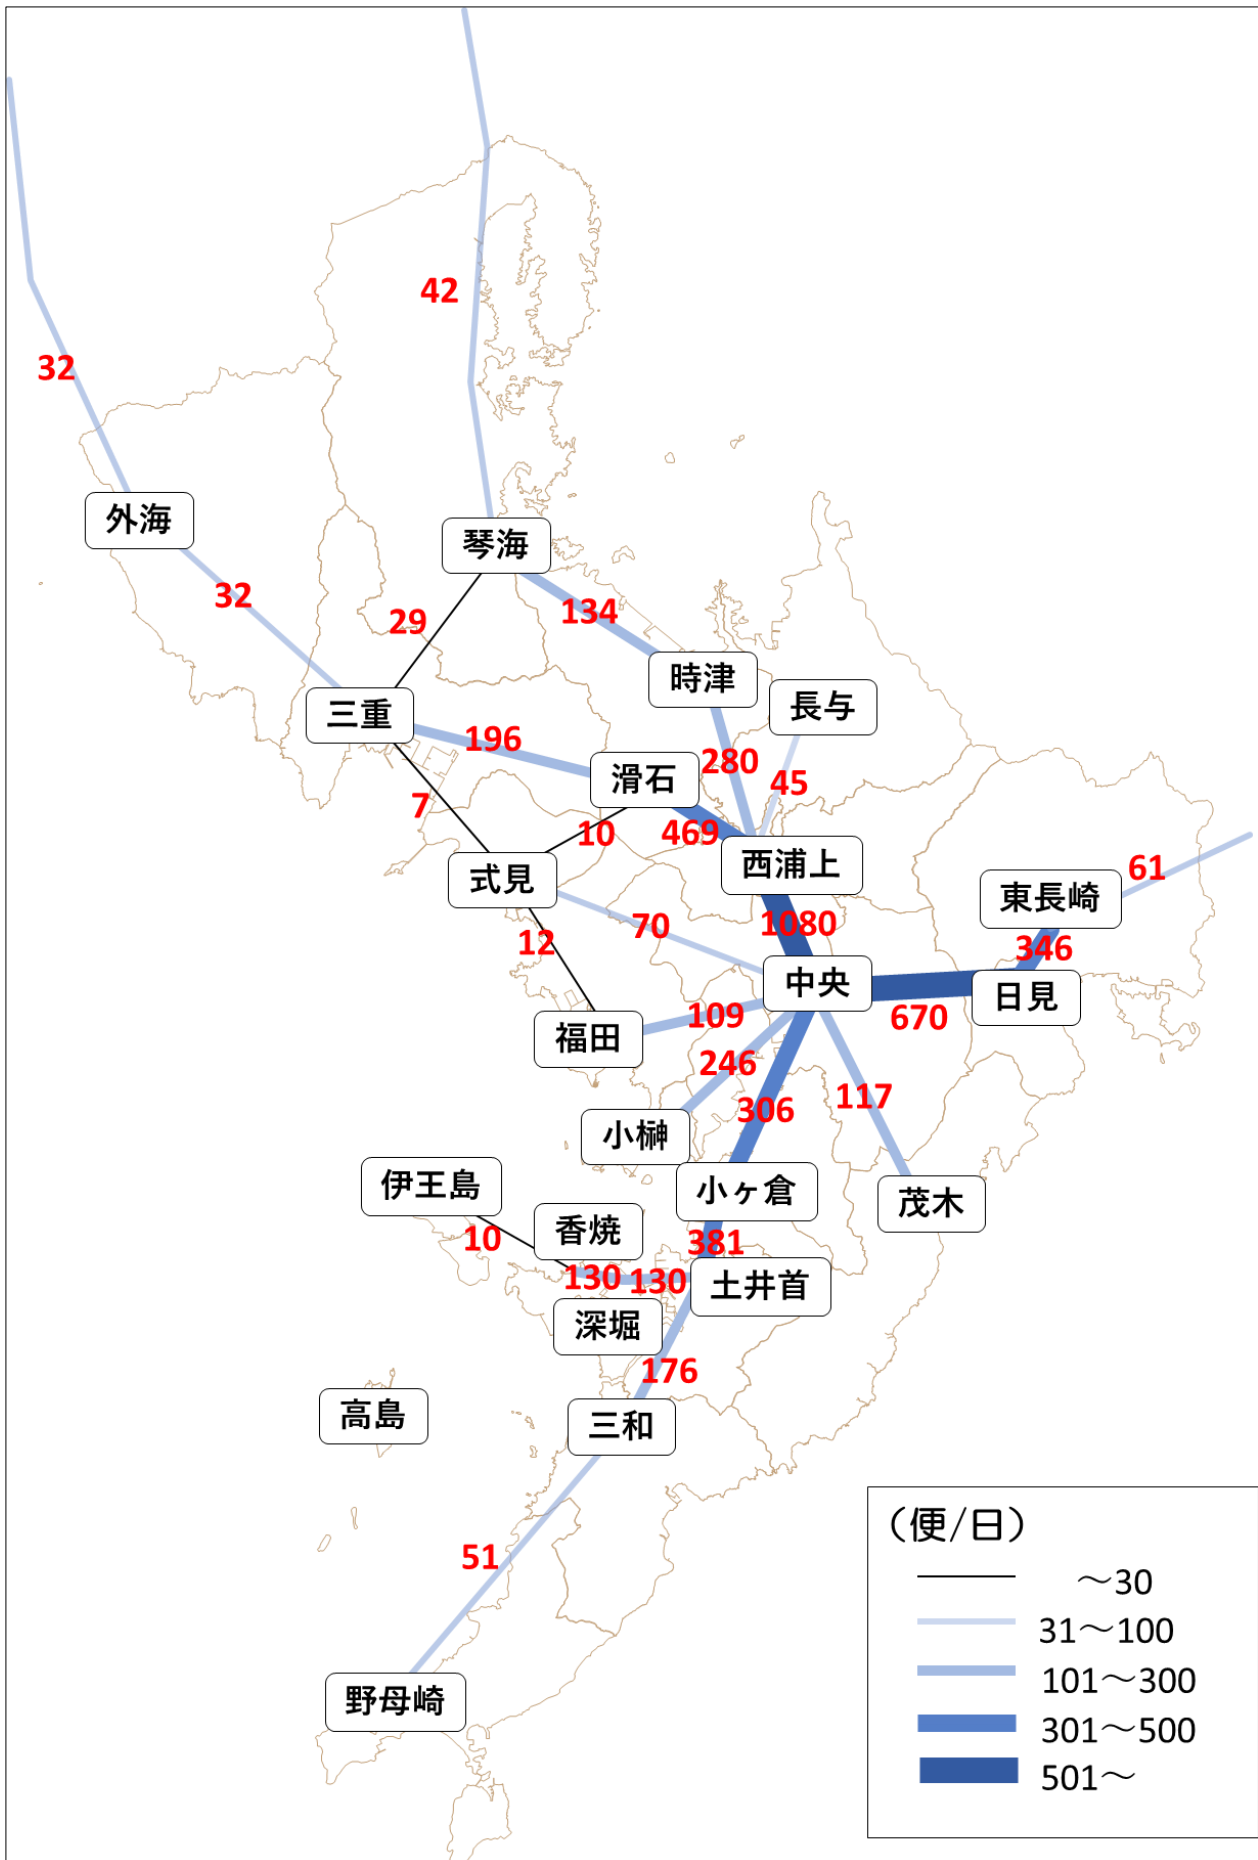 42
32
外海
琴海
32
29
134
時津
長与
三重
196
滑石
280
45
7
10
469
西浦上
式見
61
東長崎
12
70
1080
346
中央
日見
福田
109
670
246
306
117
小榊
伊王島
小ヶ倉
茂木
香焼
10
381
130
130
土井首
深堀
176
高島
三和
（便/日）
51
～30
31～100
101～300
野母崎
301～500
501～